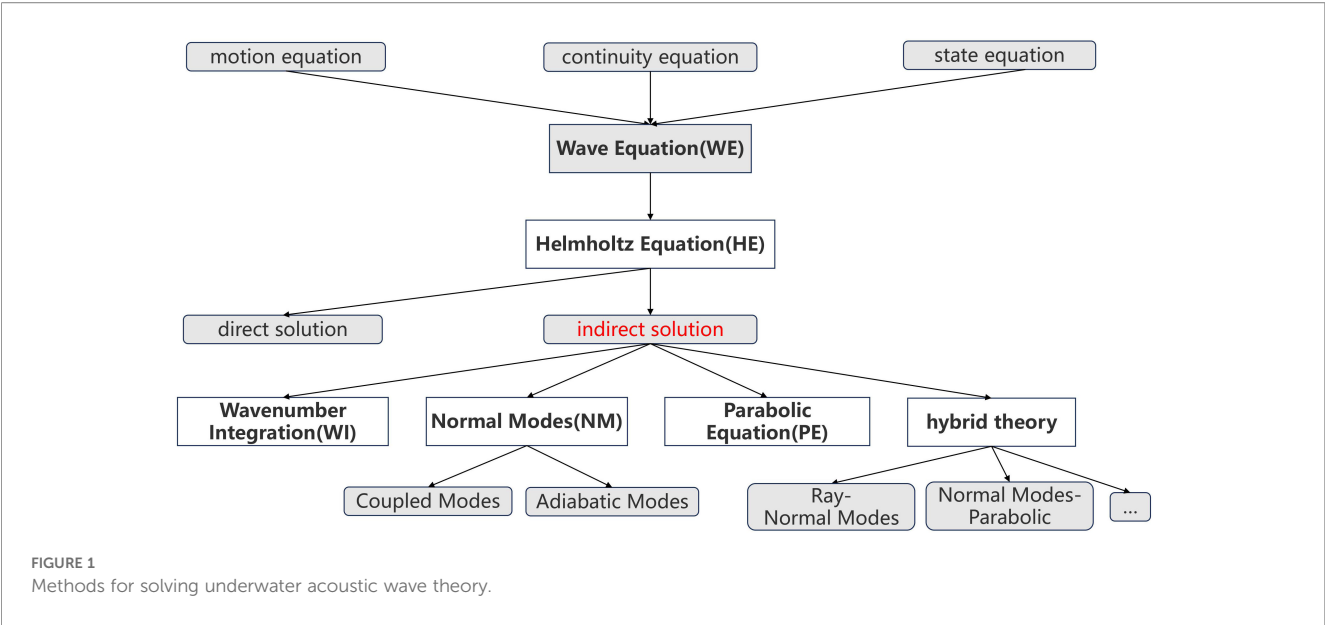 motion equation
continuity equation
state equation
Wave Equation(WE)
Helmholtz Equation(HE)
direct solution
indirect solution
Wavenumber
Integration(WI)
Normal Modes(NM)
Parabolic
Equation(PE)
hybrid theory
Coupled Modes
Adiabatic Modes
Ray-
Normal Modes
Normal Modes-
Parabolic
...
FIGURE 1
Methods for solving underwater acoustic wave theory.